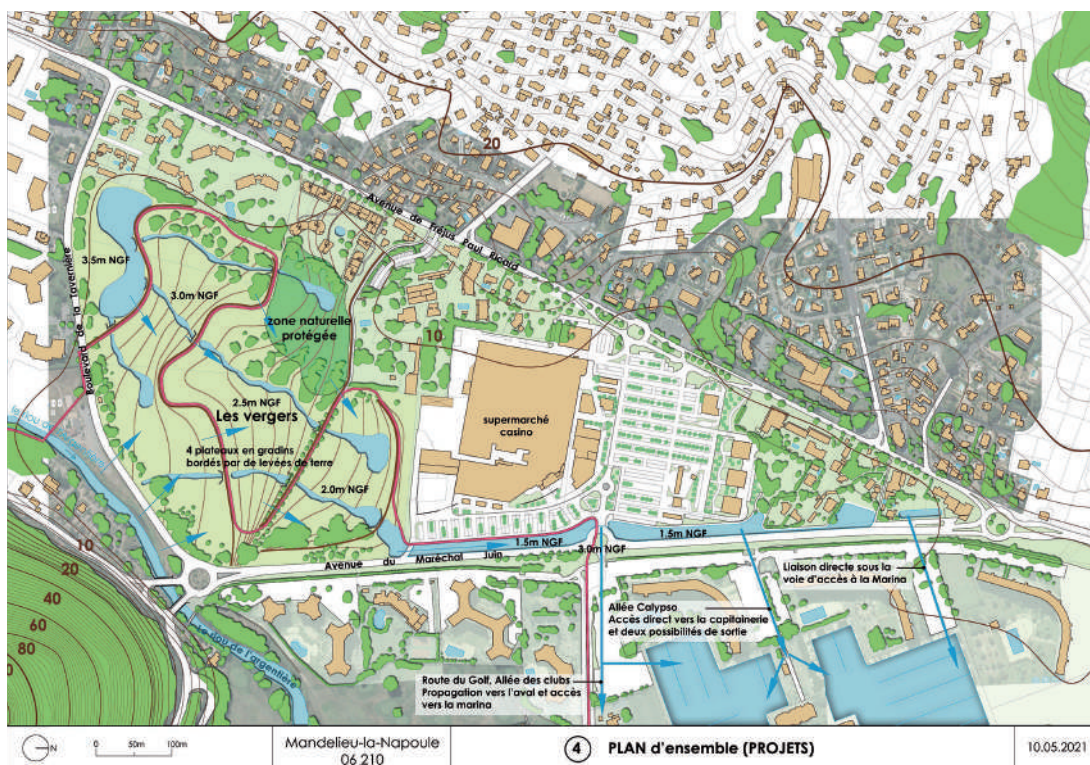 20
Avenue de Fréjus Paul Ricard
Boulevard de la Tavernière
3.5m NGF
3.0m NGF
zone naturelle
protégée
10
2.5m NGF
Les vergers
4 plateaux en gradins
bordés par de levéés de terre
supermarché
casino
2.0m NGF
1.5m NGF
1.5m NGF
3.0m NGF
Avenue du Maréchal Juin
10
20
40
60
80
Le riou de l'argentière
Liaison directe sous la
voie d'accès à la Marina
Allée Calypso
Accès direct vers la capitainerie
et deux possibilités de sortie
Route du Golf, Allée des clubs
Propagation vers l'aval et accès
vers la marina
N
0 50m 100m
Mandelieu-la-Napoule
06 210
4 PLAN d'ensemble (PROJETS)
10.05.2021